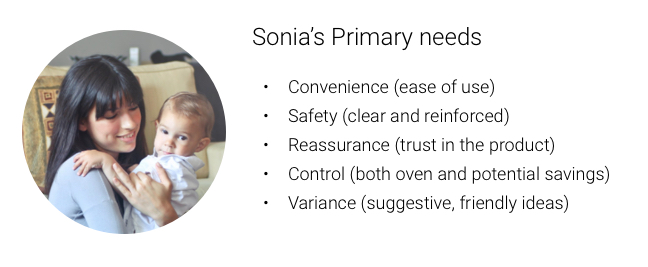 Sonia’s Primary needs
• Convenience (ease of use)
• Safety (clear and reinforced)
• Reassurance (trust in the product)
• Control (both oven and potential savings)
• Variance (suggestive, friendly ideas)